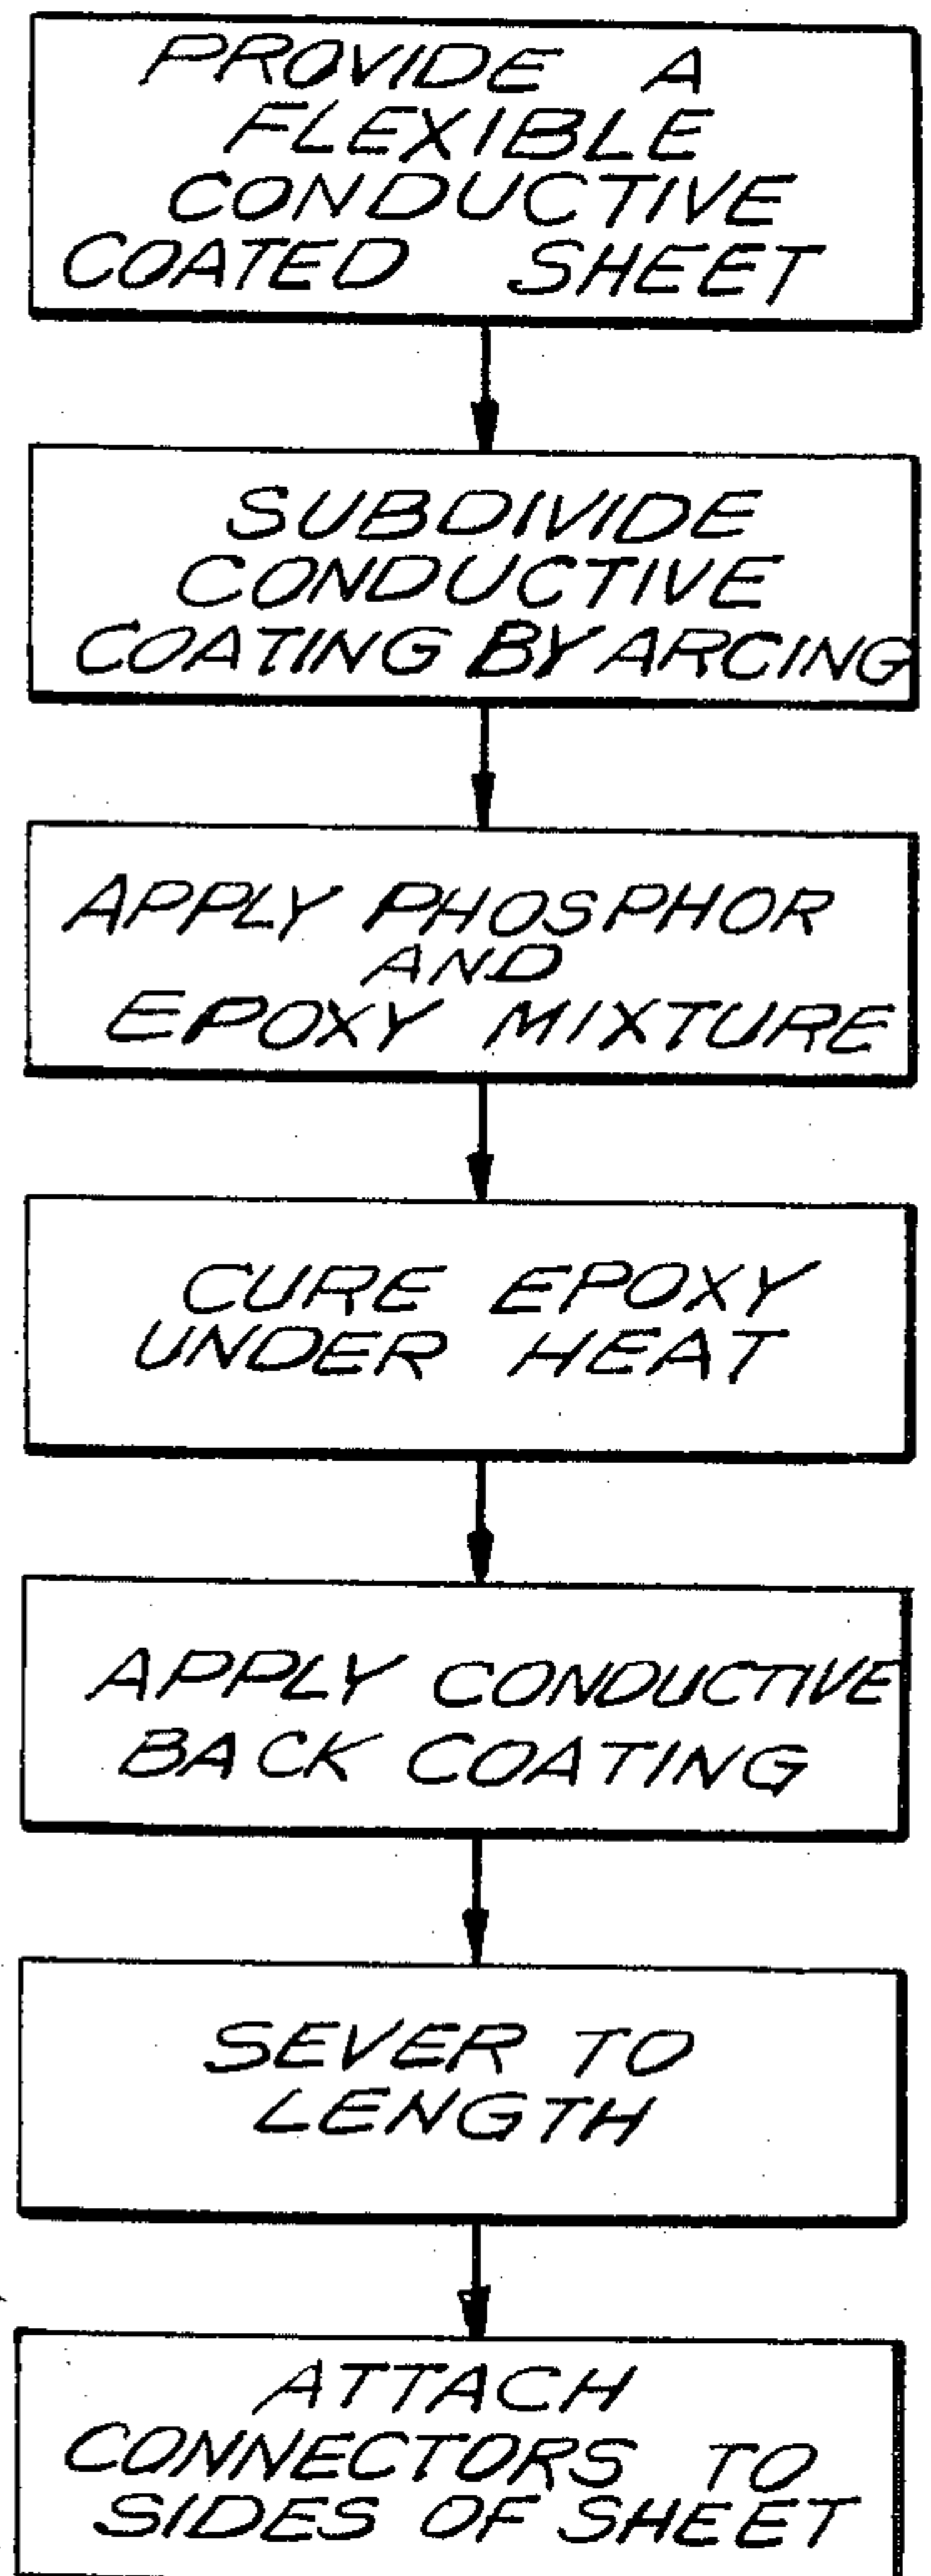 PROVIDE A
FLEXIBLE
CONDUCTIVE
COATED SHEET
SUBDIVIDE
CONDUCTIVE
COATING BY ARCING
APPLY PHOSPHOR
AND
EPOXY MIXTURE
CURE EPOXY
UNDER HEAT
APPLY CONDUCTIVE
BACK COATING
SEVER TO
LENGTH
ATTACH
CONNECTORS TO
SIDES OF SHEET